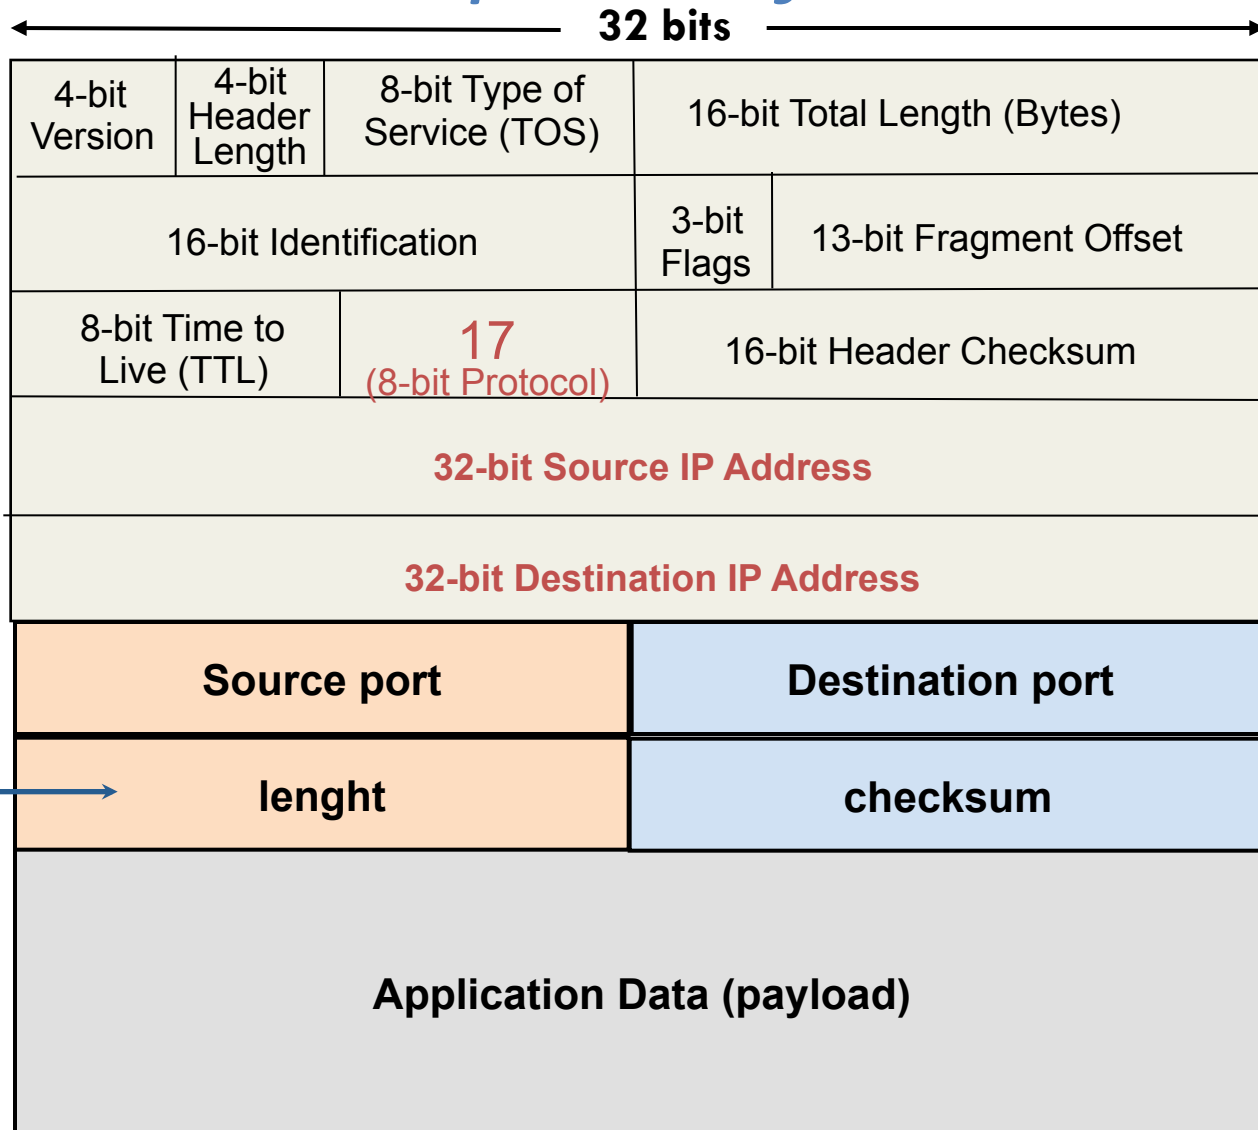 32 bits
4-bit
Version
4-bit
Header
Length
8-bit Type of
Service (TOS)
16-bit Total Length (Bytes)
16-bit Identification
3-bit
Flags
13-bit Fragment Offset
8-bit Time to
Live (TTL)
17
(8-bit Protocol)
16-bit Header Checksum
32-bit Source IP Address
32-bit Destination IP Address
Source port
Destination port
lenght
checksum
Application Data (payload)